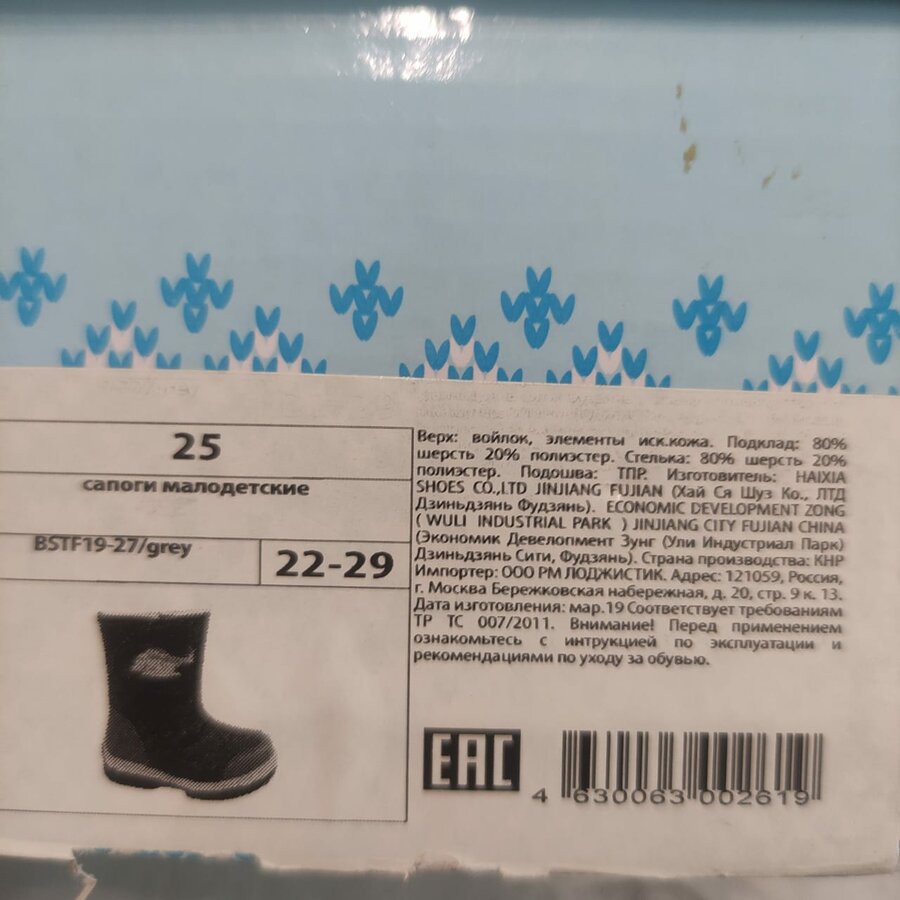 25
сапоги малодетские
BSTF19-27/grey
22-29
Верх: войлок, элементы иск.кожа. Подклад: 80%
шерсть 20% полиэстер. Стелька: 80% шерсть 20%
полиэстер. Подошва: ТПР. Изготовитель: HAIXIA
SHOES CO.,LTD JINJIANG FUJIAN (Хай Ся Шуз Ко., ЛТД
Дзиньдзянь Фудзянь). ECONOMIC DEVELOPMENT ZONG
( WULI INDUSTRIAL PARK ) JINJIANG CITY FUJIAN CHINA
(Экономик Девелопмент Зунг (Ули Индустриал Парк)
Дзиньдзянь Сити, Фудзянь). Страна производства: КНР
Импортер: ООО РМ ЛОДЖИСТИК. Адрес: 121059, Россия,
г. Москва Бережковская набережная, д. 20, стр. 9 к. 13.
Дата изготовления: мар.19 Соответствует требованиям
ТР ТС 007/2011. Внимание! Перед применением
ознакомьтесь с интрукцией по эксплуатации и
рекомендациями по уходу за обувью.
EAC
4 630063 002619